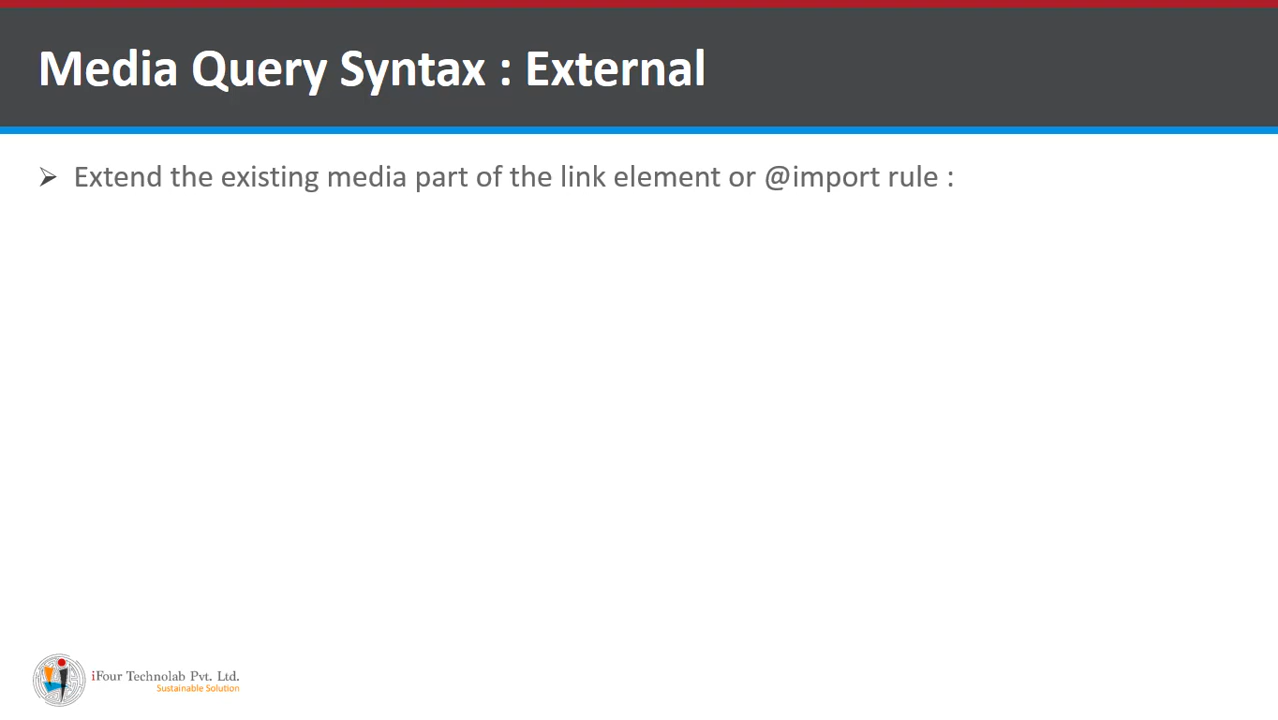 Media Query Syntax : External
Extend the existing media part of the link element or @import rule :
iFour Technolab Pvt. Ltd.
Sustainable Solution